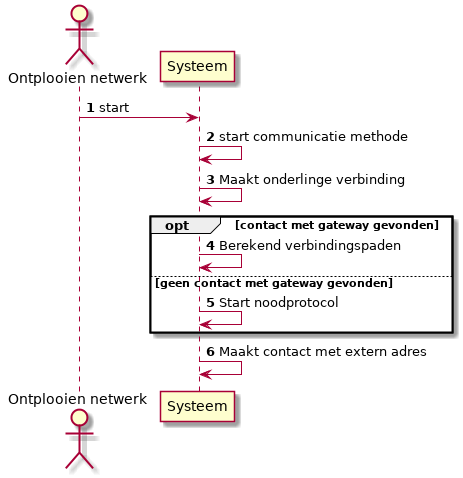 Ontplooien netwerk
Systeem
1 start
2 start communicatie methode
3 Maakt onderlinge verbinding
opt [contact met gateway gevonden]
4 Berekend verbindingspaden
[geen contact met gateway gevonden]
5 Start noodprotocol
6 Maakt contact met extern adres
Ontplooien netwerk
Systeem